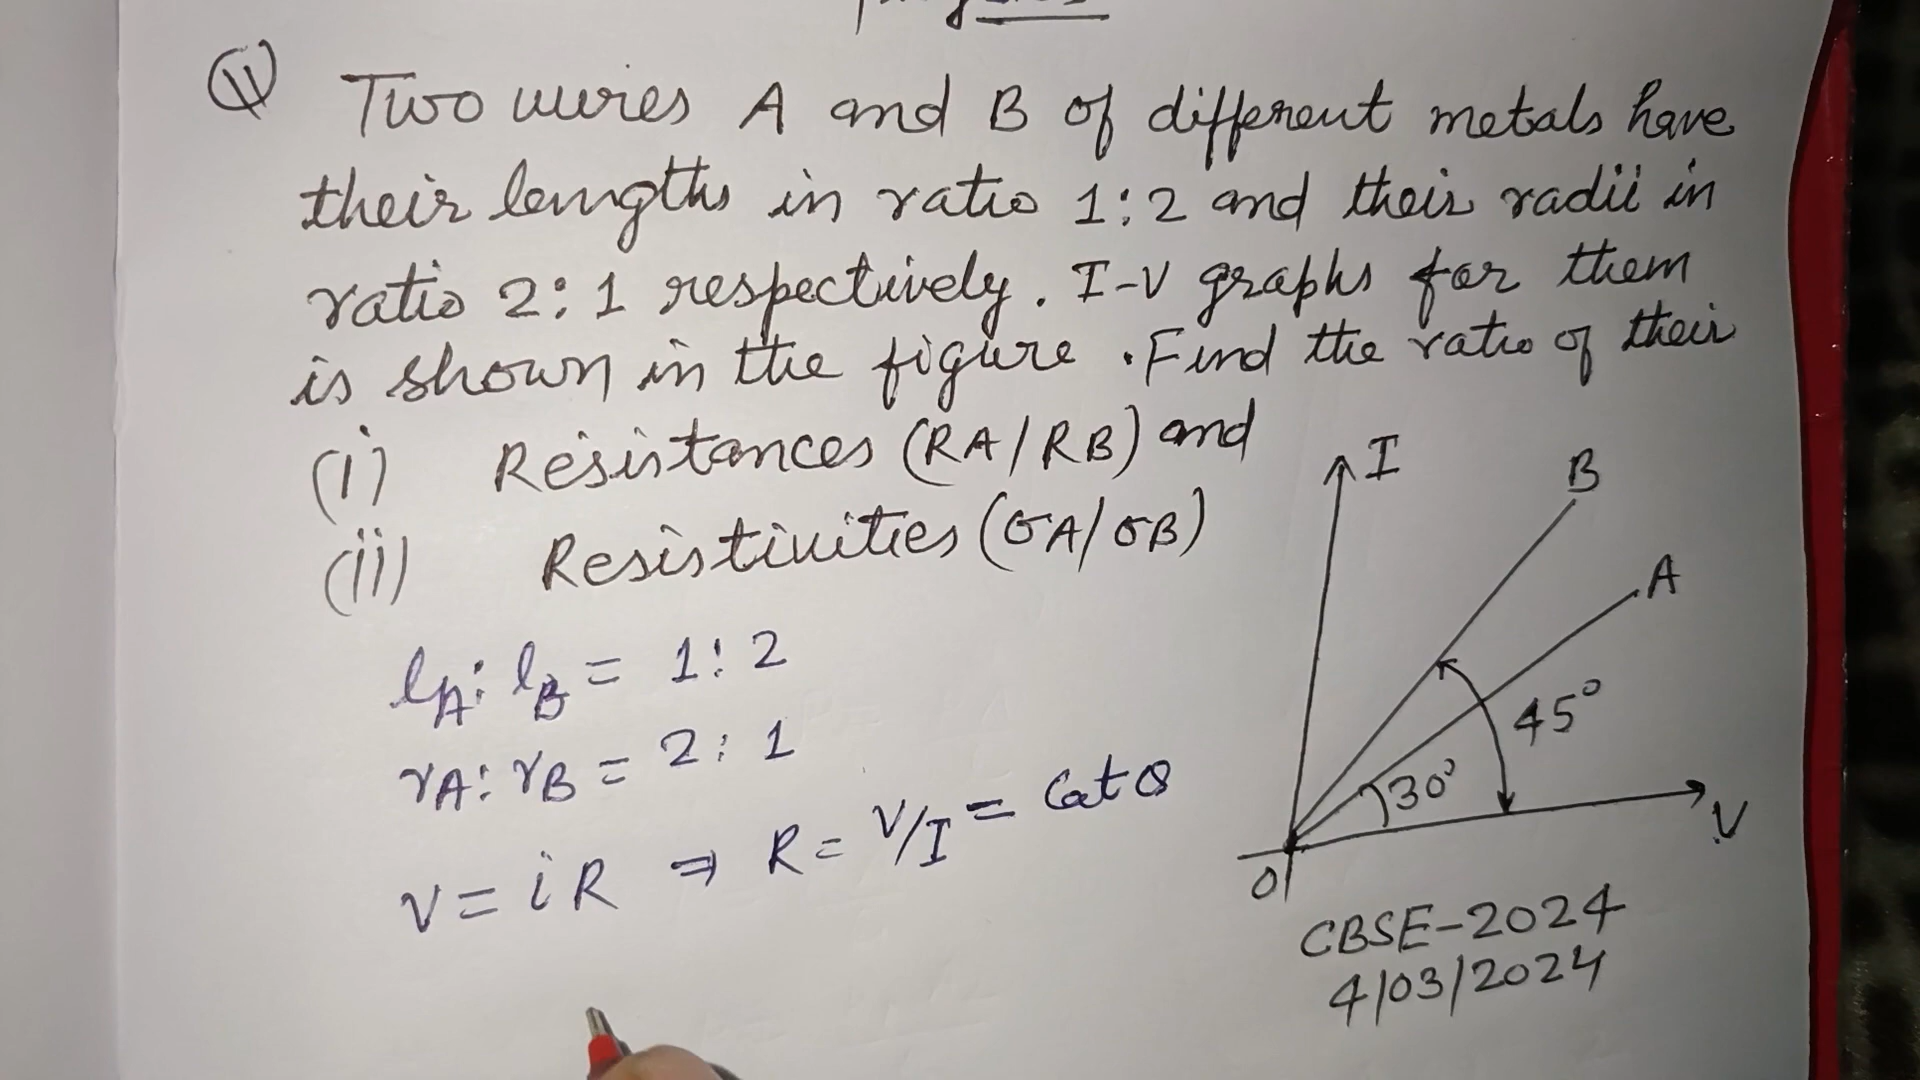 (11) Two wires A and B of different metals have
their lengths in ratio 1:2 and their radii in
ratio 2:1 respectively. I-V graphs for them
is shown in the figure. Find the ratio of their
(i) Resistances (RA/RB) and
(ii) Resistivities (σA/σB)
lA: lB = 1:2
rA: rB = 2:1
V = iR ⇒ R = V/I = Cot θ
I
B
A
45°
30°
V
O
CBSE-2024
4/03/2024